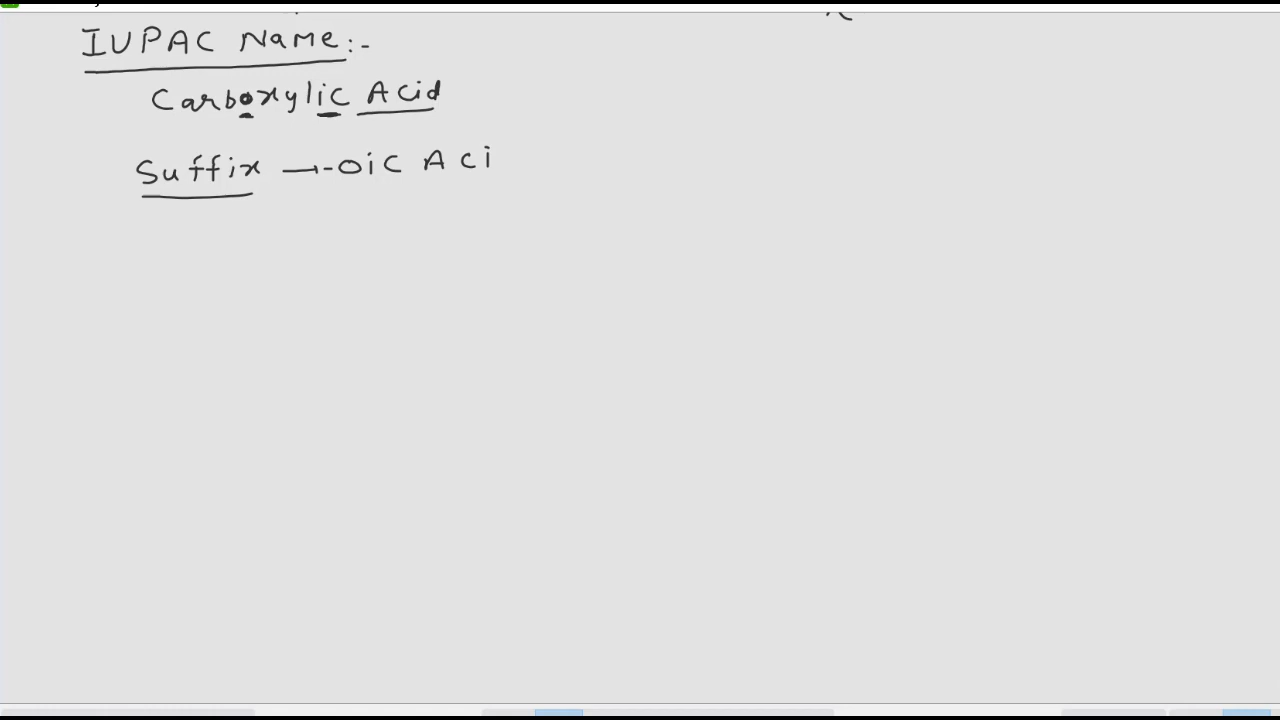 IUPAC Name:-
Carboxylic Acid
Suffix → -oic Aci